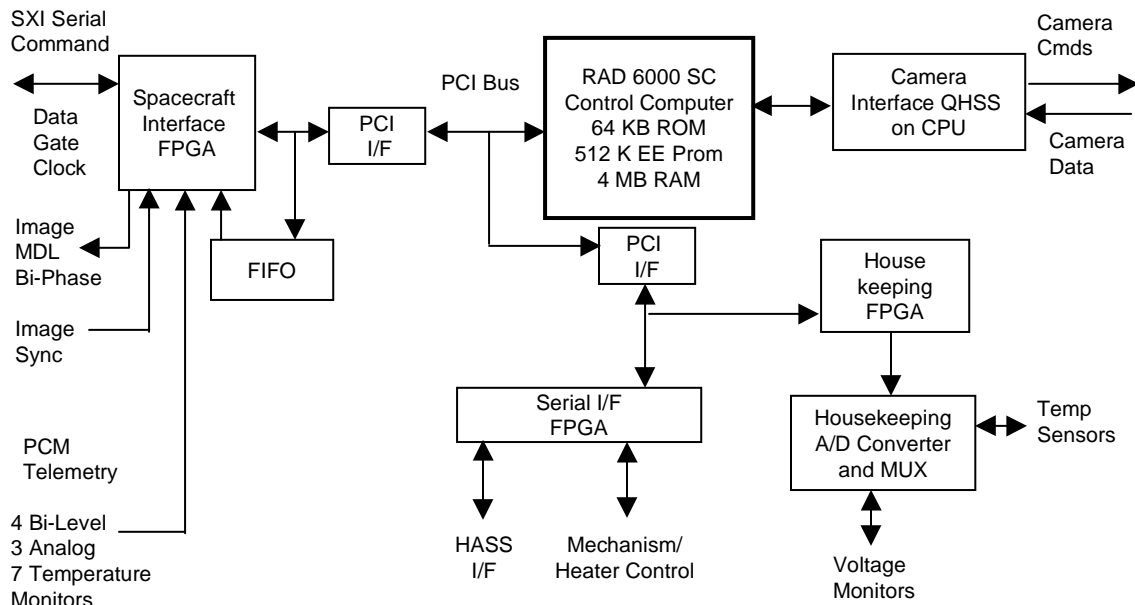 SXI Serial
Command
Data
Gate
Clock
Spacecraft
Interface
FPGA
PCI Bus
PCI
I/F
RAD 6000 SC
Control Computer
64 KB ROM
512 K EE Prom
4 MB RAM
Camera
Interface QHSS
on CPU
Camera
Cmds
Camera
Data
Image
MDL
Bi-Phase
FIFO
PCI
I/F
House
keeping
FPGA
Image
Sync
Serial I/F
FPGA
Housekeeping
A/D Converter
and MUX
Temp
Sensors
PCM
Telemetry
4 Bi-Level
3 Analog
7 Temperature
Monitors
HASS
I/F
Mechanism/
Heater Control
Voltage
Monitors